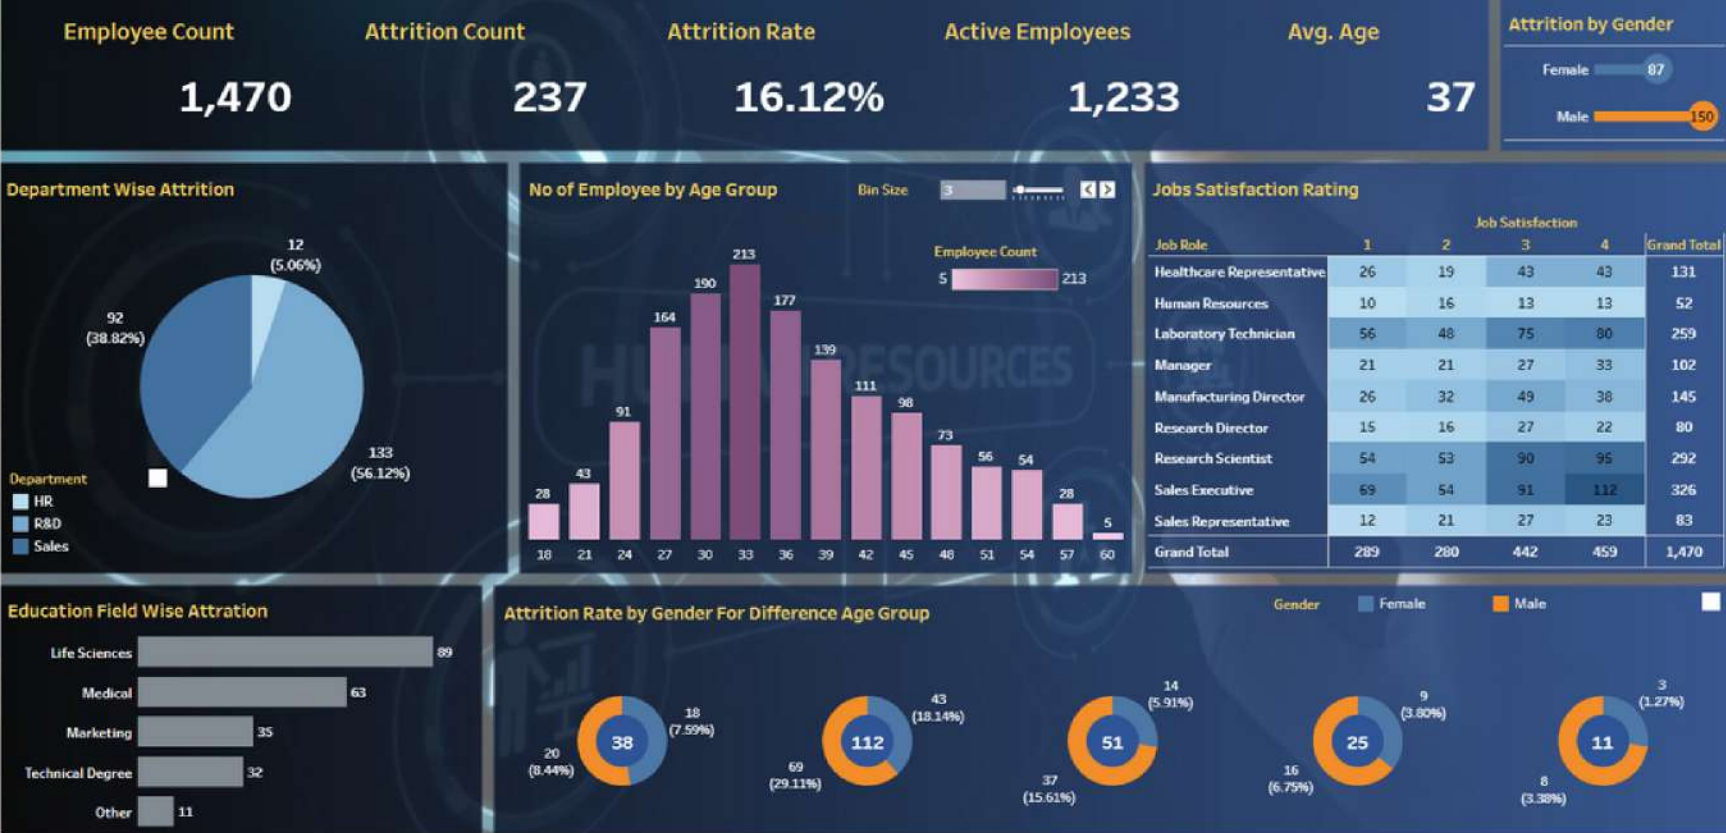 Employee Count
Attrition Count
Attrition Rate
Active Employees
Avg. Age
1,470
237
16.12%
1,233
37
Attrition by Gender
Female 87
Male 150
Department Wise Attrition
12
(5.06%)
92
(38.82%)
133
(56.12%)
Department
HR
R&D
Sales
No of Employee by Age Group
Bin Size 3
Employee Count
5 213
28
43
91
164
190
213
177
139
111
98
73
56
54
28
5
18 21 24 27 30 33 36 39 42 45 48 51 54 57 60
HUMAN RESOURCES
Jobs Satisfaction Rating
Job Satisfaction
Job Role 1 2 3 4 Grand Total
Healthcare Representative 26 19 43 43 131
Human Resources 10 16 13 13 52
Laboratory Technician 56 48 75 80 259
Manager 21 21 27 33 102
Manufacturing Director 26 32 49 38 145
Research Director 15 16 27 22 80
Research Scientist 54 53 90 95 292
Sales Executive 69 54 91 112 326
Sales Representative 12 21 27 23 83
Grand Total 289 280 442 459 1,470
Education Field Wise Attration
Life Sciences 89
Medical 63
Marketing 35
Technical Degree 32
Other 11
Attrition Rate by Gender For Difference Age Group
Gender Female Male
38
18
(7.59%)
20
(8.44%)
112
43
(18.14%)
69
(29.11%)
51
14
(5.91%)
37
(15.61%)
25
9
(3.80%)
16
(6.75%)
11
3
(1.27%)
8
(3.38%)